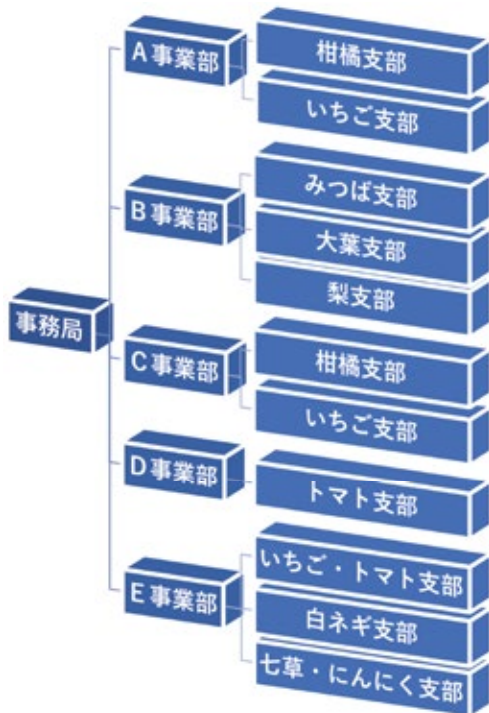 A事業部
柑橘支部
いちご支部
B事業部
みつば支部
大葉支部
梨支部
事務局
C事業部
柑橘支部
いちご支部
D事業部
トマト支部
E事業部
いちご・トマト支部
白ネギ支部
七草・にんにく支部